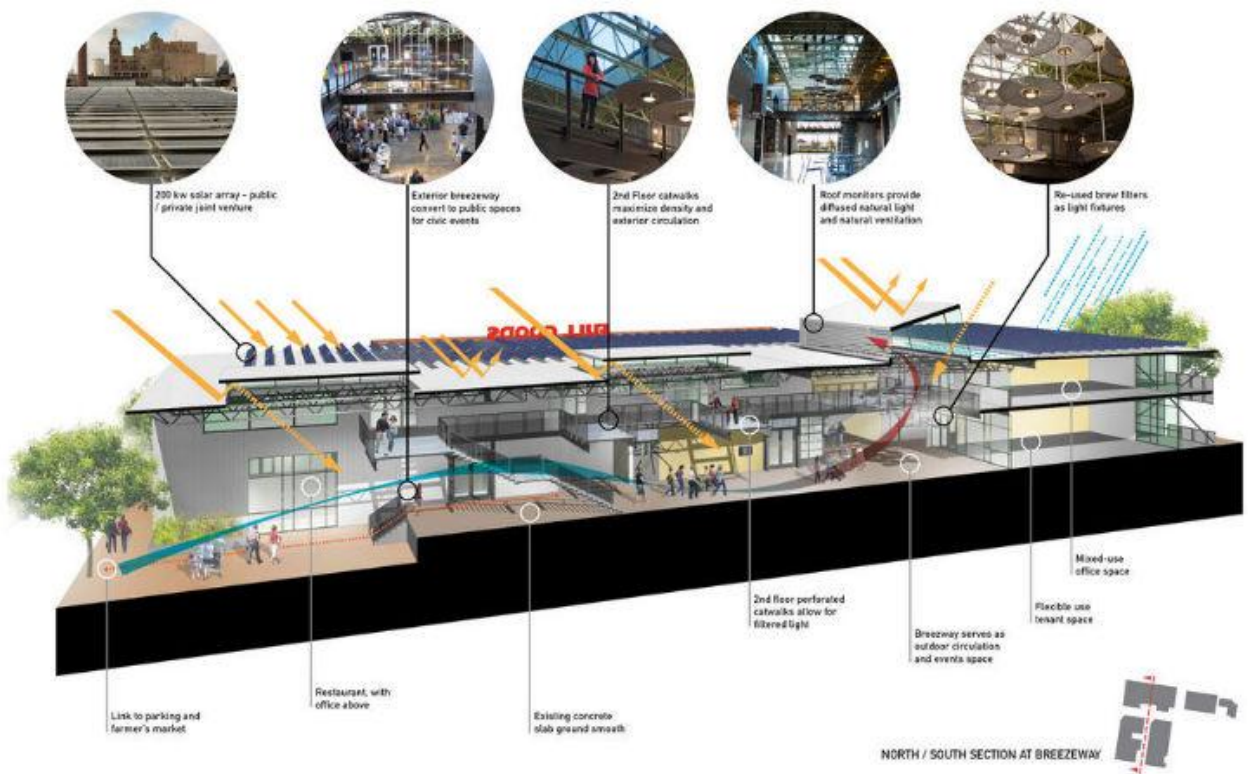 200 kw solar array – public
/ private joint venture
Exterior breezeway
convert to public spaces
for civic events
2nd Floor catwalks
maximize density and
exterior circulation
Roof monitors provide
diffused natural light
and natural ventilation
Re-used brew filters
as light fixtures
GOODS
Mixed-use
office space
Flexible use
tenant space
2nd floor perforated
catwalks allow for
filtered light
Breezway serves as
outdoor circulation
and events space
Restaurant, with
office above
Existing concrete
slab ground smooth
Link to parking and
farmer's market
NORTH / SOUTH SECTION AT BREEZEWAY